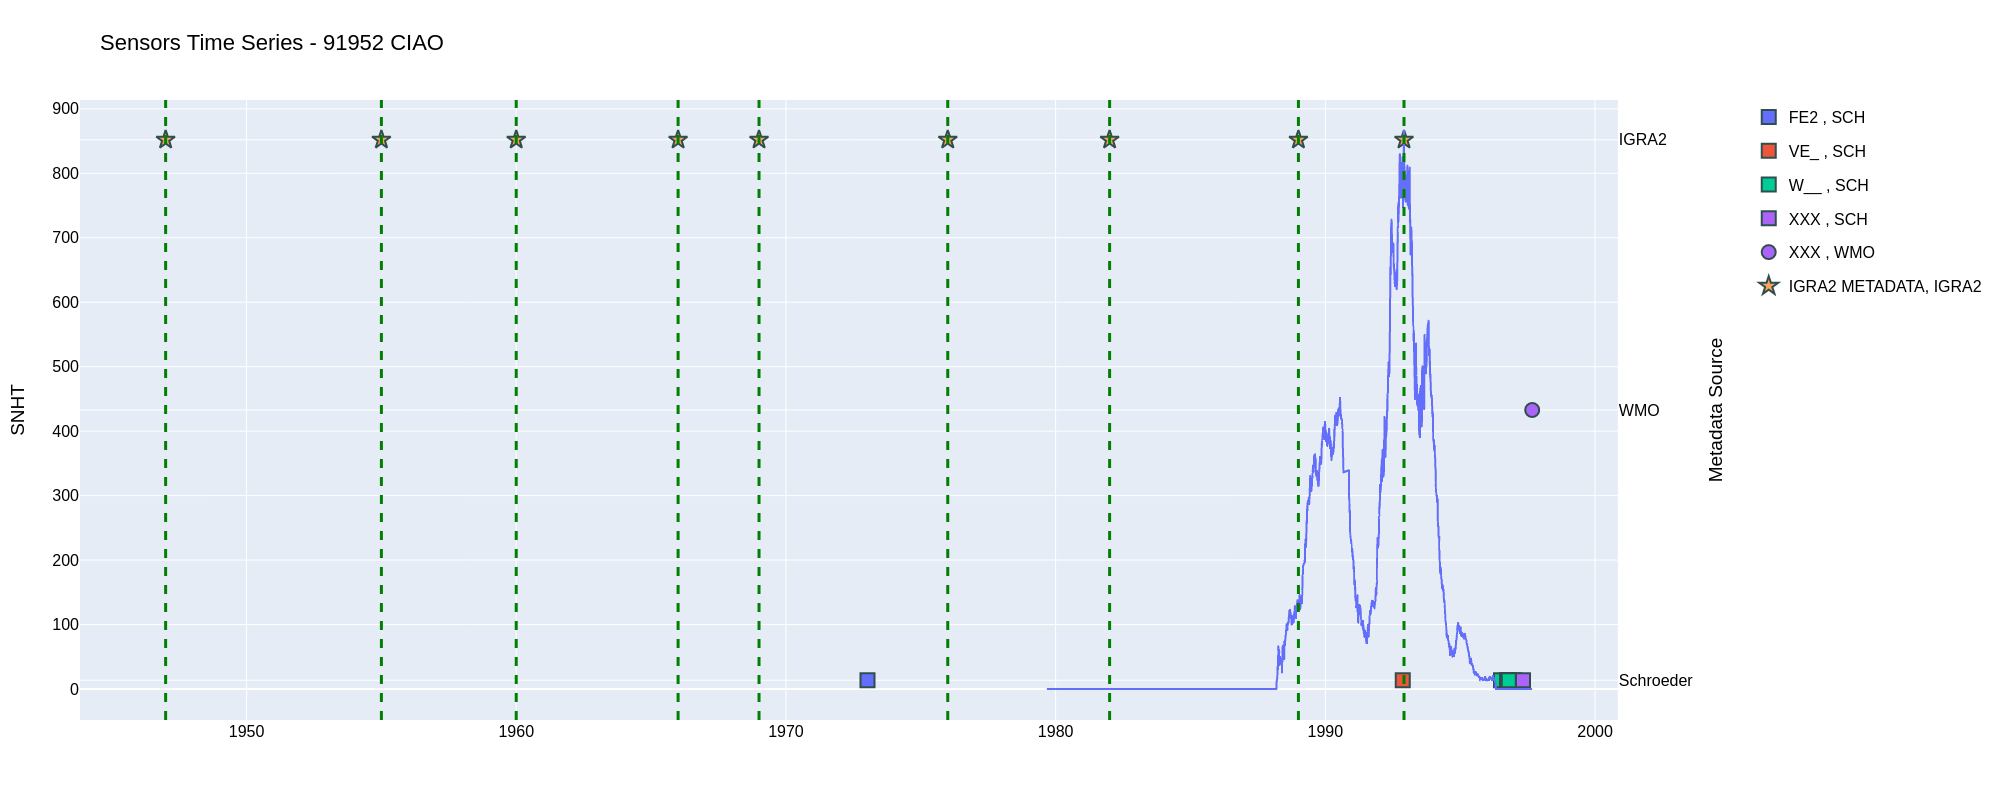 Sensors Time Series - 91952 CIAO
900
800
700
600
500
400
300
200
100
0
SNHT
1950
1960
1970
1980
1990
2000
IGRA2
WMO
Schroeder
Metadata Source
FE2 , SCH
VE_ , SCH
W__ , SCH
XXX , SCH
XXX , WMO
IGRA2 METADATA, IGRA2